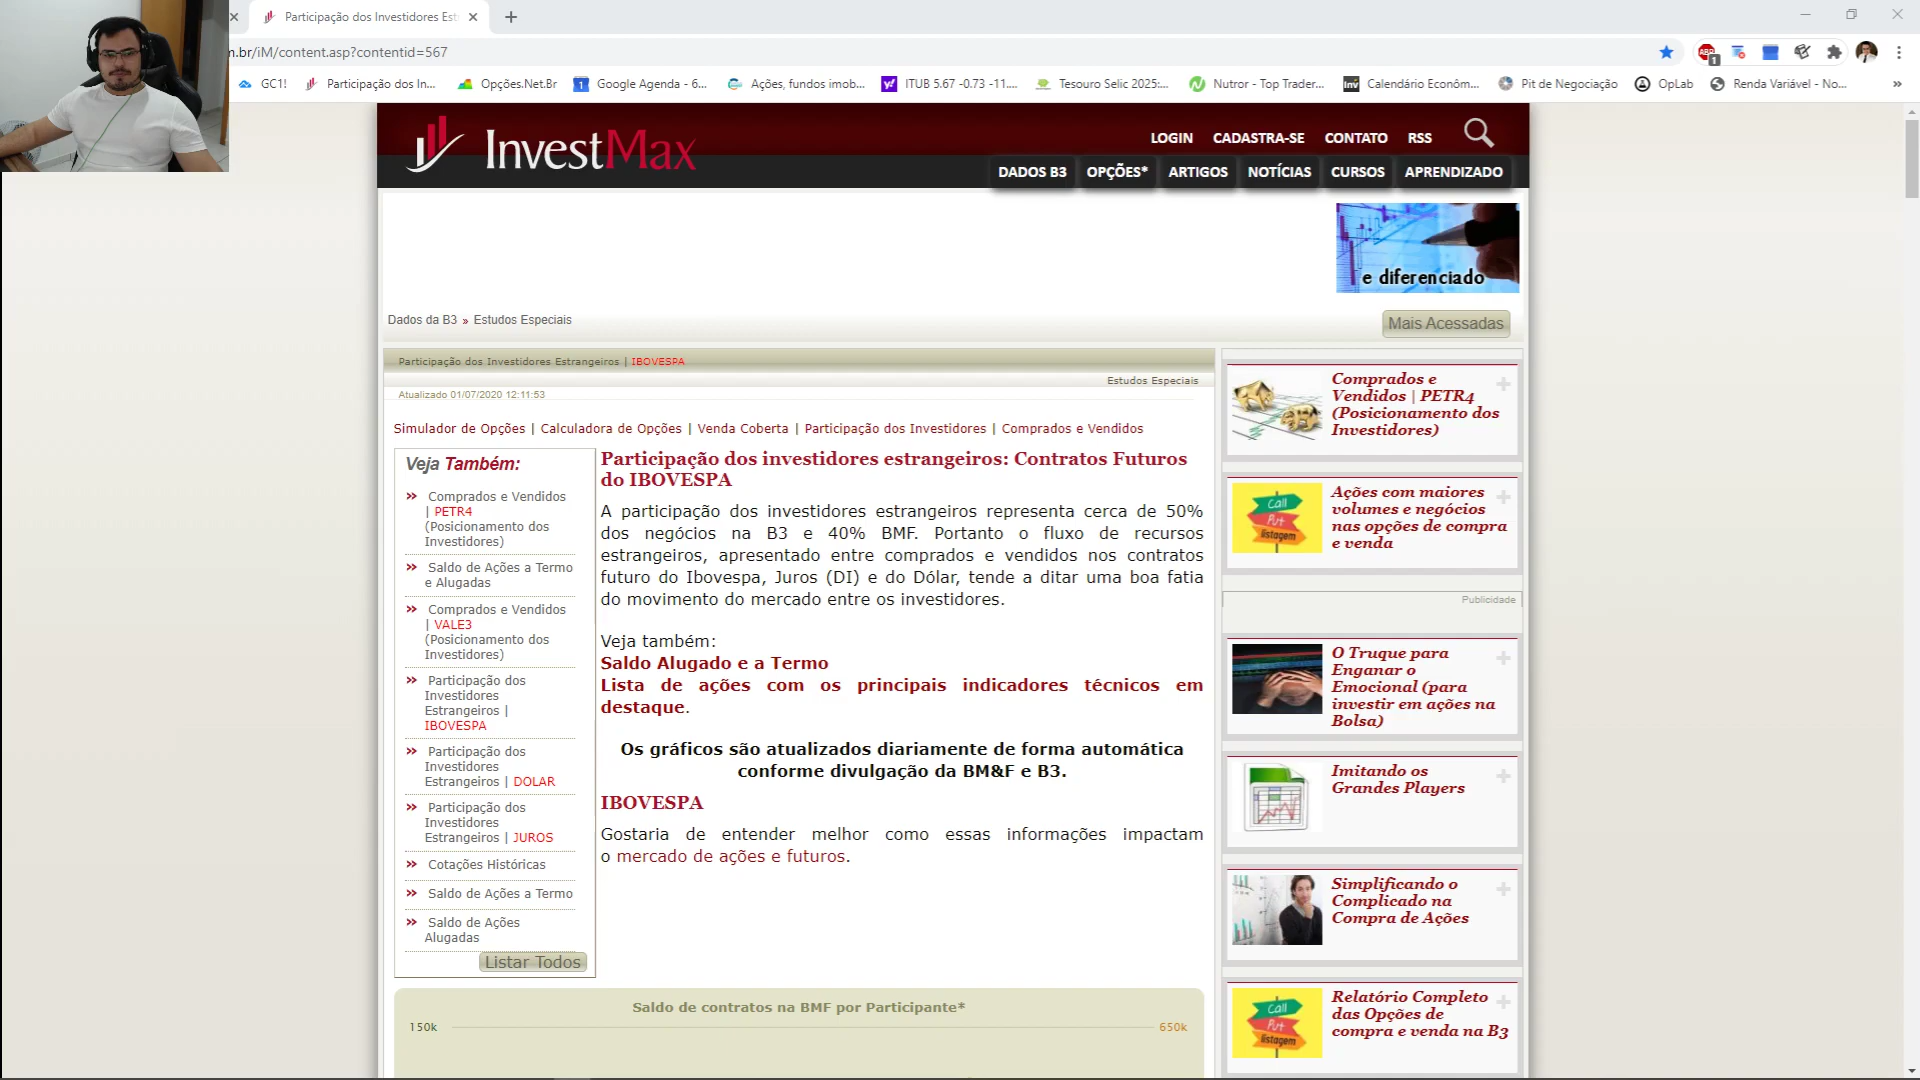 Participação dos Investidores Est
m.br/iM/content.asp?contentid=567
GC1!
Participação dos In...
Opções.Net.Br
Google Agenda - 6...
Ações, fundos imob...
ITUB 5.67 -0.73 -11....
Tesouro Selic 2025:...
Nutror - Top Trader...
Calendário Econôm...
Pit de Negociação
OpLab
Renda Variável - No...
InvestMax
LOGIN CADASTRA-SE CONTATO RSS
DADOS B3 OPÇÕES* ARTIGOS NOTÍCIAS CURSOS APRENDIZADO
e diferenciado
Dados da B3 » Estudos Especiais
Mais Acessadas
Participação dos Investidores Estrangeiros | IBOVESPA
Estudos Especiais
Atualizado 01/07/2020 12:11:53
Simulador de Opções | Calculadora de Opções | Venda Coberta | Participação dos Investidores | Comprados e Vendidos
Veja Também:
» Comprados e Vendidos
| PETR4
(Posicionamento dos
Investidores)
» Saldo de Ações a Termo
e Alugadas
» Comprados e Vendidos
| VALE3
(Posicionamento dos
Investidores)
» Participação dos
Investidores
Estrangeiros |
IBOVESPA
» Participação dos
Investidores
Estrangeiros | DOLAR
» Participação dos
Investidores
Estrangeiros | JUROS
» Cotações Históricas
» Saldo de Ações a Termo
» Saldo de Ações
Alugadas
Listar Todos
Participação dos investidores estrangeiros: Contratos Futuros
do IBOVESPA
A participação dos investidores estrangeiros representa cerca de 50%
dos negócios na B3 e 40% BMF. Portanto o fluxo de recursos
estrangeiros, apresentado entre comprados e vendidos nos contratos
futuro do Ibovespa, Juros (DI) e do Dólar, tende a ditar uma boa fatia
do movimento do mercado entre os investidores.
Veja também:
Saldo Alugado e a Termo
Lista de ações com os principais indicadores técnicos em
destaque.
Os gráficos são atualizados diariamente de forma automática
conforme divulgação da BM&F e B3.
IBOVESPA
Gostaria de entender melhor como essas informações impactam
o mercado de ações e futuros.
Saldo de contratos na BMF por Participante*
150k
650k
Comprados e
Vendidos | PETR4
(Posicionamento dos
Investidores)
Call
Put
listagem
Ações com maiores
volumes e negócios
nas opções de compra
e venda
Publicidade
O Truque para
Enganar o
Emocional (para
investir em ações na
Bolsa)
Imitando os
Grandes Players
Simplificando o
Complicado na
Compra de Ações
Call
Put
listagem
Relatório Completo
das Opções de
compra e venda na B3